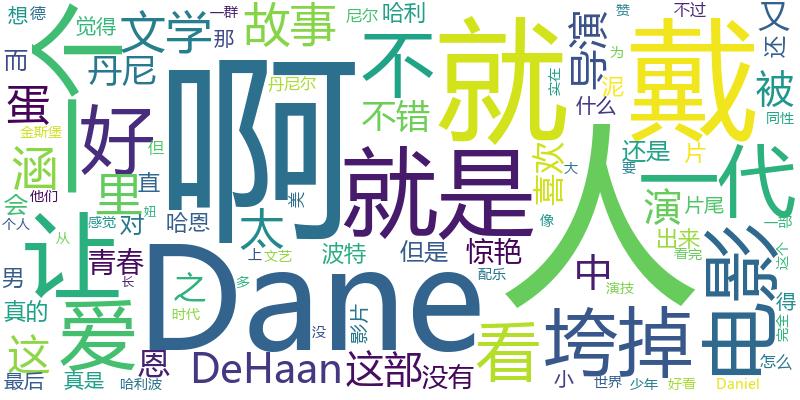 想 德 觉得 文学 一群 那 故事 尼尔 哈利 不 就 导演 不过 赞 为 又 还
而 个 丹尼 丹尼尔 不错 实在 泥 什么 戴 被 同性
蛋 金斯堡 好 啊 就是 喜欢 还是 片 要 大
涵 但 里 直 太 美 人 一代
会 他们 一 对 哈恩 上 文艺 波特 但是 惊艳 像 演 片尾 一部
个人 感觉 妞 让 青春 从 多 配乐 中 出来 看完 这个
男 长 之 时代 Dane 看 演技 垮掉 电影 得
真的 爱 没 影片 完全
这 恩 DeHaan 这部 没有 小 世界 少年 好看 怎么
最后 真是 哈利波 Daniel